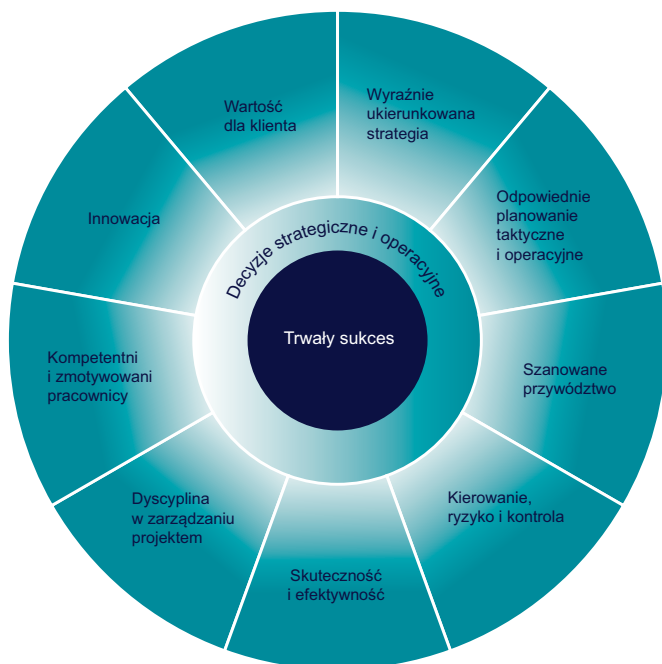 Wartość
dla klienta
Wyraźnie
ukierunkowana
strategia
Odpowiednie
planowanie
taktyczne
i operacyjne
Szanowane
przywództwo
Kierowanie,
ryzyko i kontrola
Skuteczność
i efektywność
Dyscyplina
w zarządzaniu
projektem
Kompetentni
i zmotywowani
pracownicy
Innowacja
Decyzje strategiczne i operacyjne
Trwały sukces